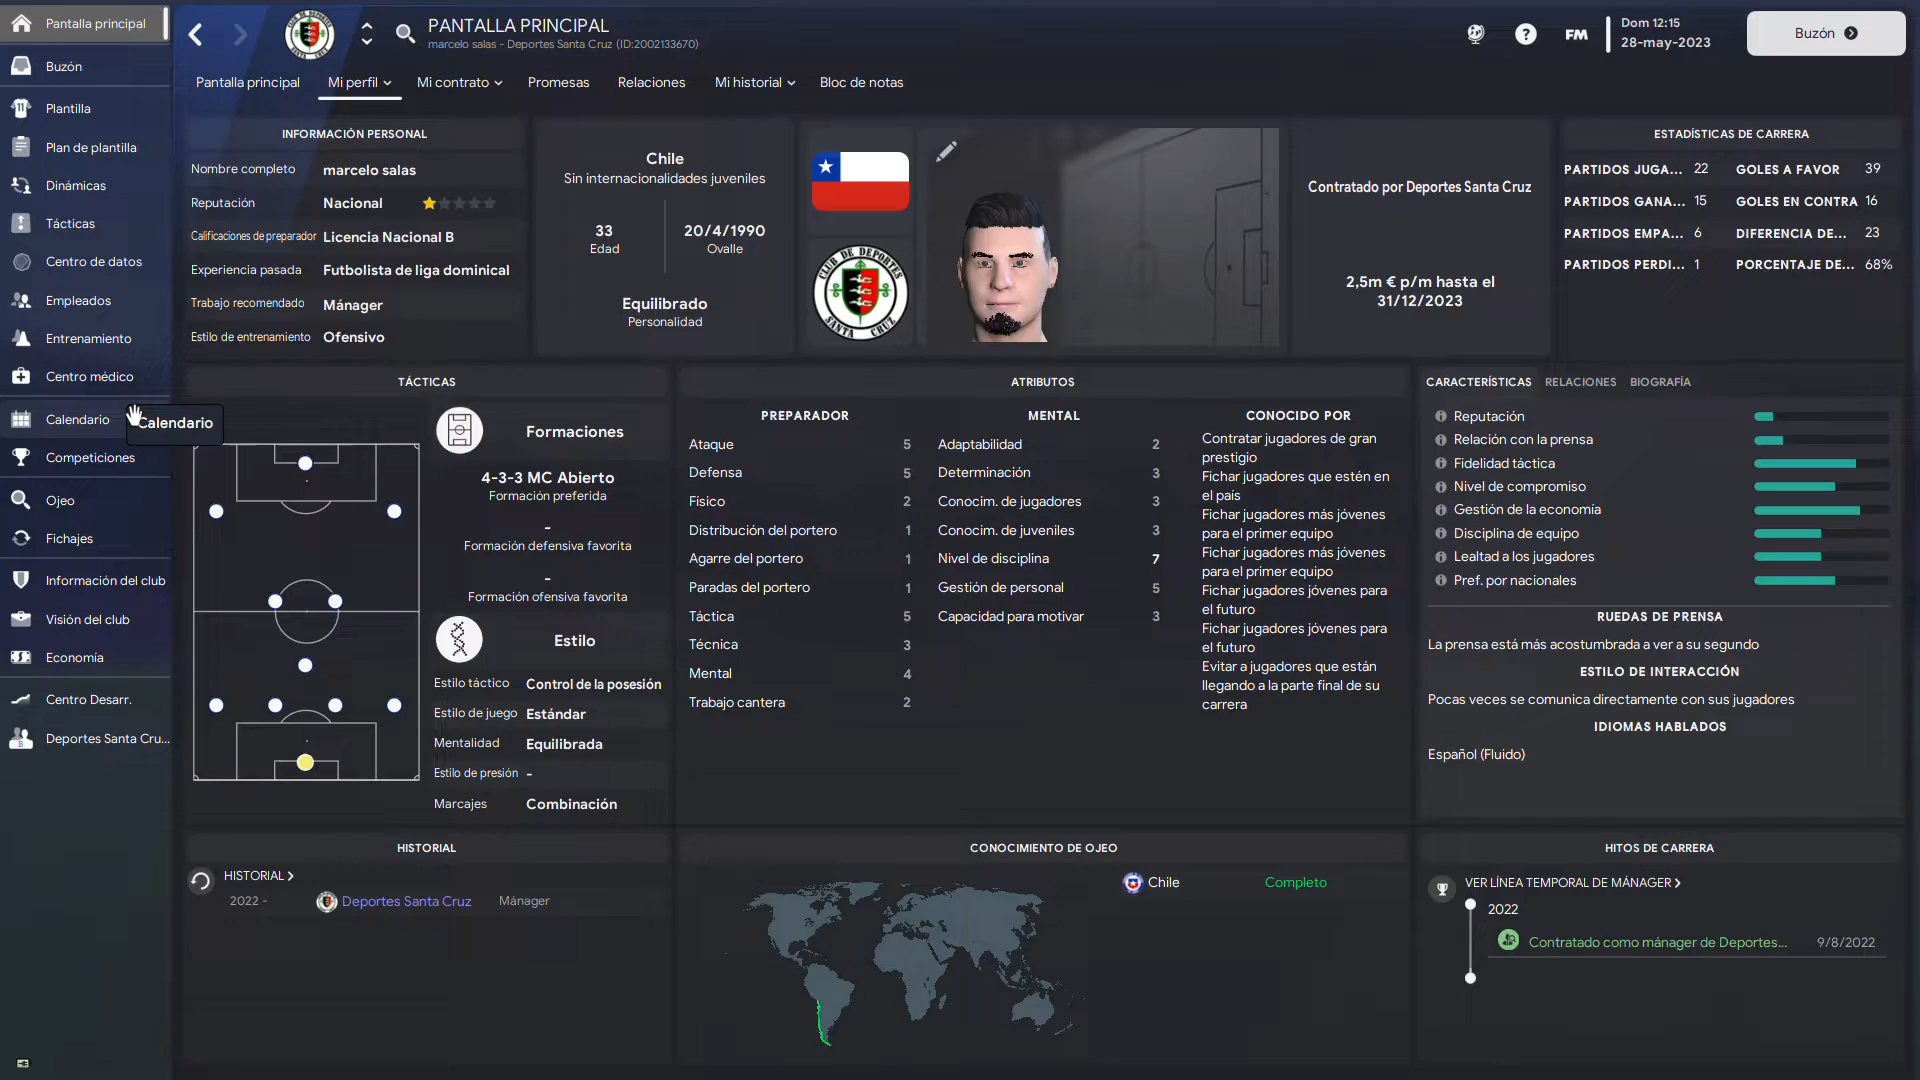 Pantalla principal
Buzón
Plantilla
Plan de plantilla
Dinámicas
Tácticas
Centro de datos
Empleados
Entrenamiento
Centro médico
Calendario
Calendario
Competiciones
Ojeo
Fichajes
Información del club
Visión del club
Economía
Centro Desarr.
Deportes Santa Cru...
PANTALLA PRINCIPAL
marcelo salas - Deportes Santa Cruz (ID:2002133670)
FM
Dom 12:15
28-may-2023
Buzón
Pantalla principal
Mi perfil
Mi contrato
Promesas
Relaciones
Mi historial
Bloc de notas
INFORMACIÓN PERSONAL
Nombre completo marcelo salas
Reputación Nacional
Calificaciones de preparador Licencia Nacional B
Experiencia pasada Futbolista de liga dominical
Trabajo recomendado Mánager
Estilo de entrenamiento Ofensivo
Chile
Sin internacionalidades juveniles
33
Edad
20/4/1990
Ovalle
Equilibrado
Personalidad
CLUB DE DEPORTES
SANTA CRUZ
Contratado por Deportes Santa Cruz
2,5m € p/m hasta el
31/12/2023
ESTADÍSTICAS DE CARRERA
PARTIDOS JUGA... 22 GOLES A FAVOR 39
PARTIDOS GANA... 15 GOLES EN CONTRA 16
PARTIDOS EMPA... 6 DIFERENCIA DE... 23
PARTIDOS PERDI... 1 PORCENTAJE DE... 68%
TÁCTICAS
Formaciones
4-3-3 MC Abierto
Formación preferida
-
Formación defensiva favorita
-
Formación ofensiva favorita
Estilo
Estilo táctico Control de la posesión
Estilo de juego Estándar
Mentalidad Equilibrada
Estilo de presión -
Marcajes Combinación
ATRIBUTOS
PREPARADOR
Ataque 5
Defensa 5
Físico 2
Distribución del portero 1
Agarre del portero 1
Paradas del portero 1
Táctica 5
Técnica 3
Mental 4
Trabajo cantera 2
MENTAL
Adaptabilidad 2
Determinación 3
Conocim. de jugadores 3
Conocim. de juveniles 3
Nivel de disciplina 7
Gestión de personal 5
Capacidad para motivar 3
CONOCIDO POR
Contratar jugadores de gran
prestigio
Fichar jugadores que estén en
el país
Fichar jugadores más jóvenes
para el primer equipo
Fichar jugadores más jóvenes
para el primer equipo
Fichar jugadores jóvenes para
el futuro
Fichar jugadores jóvenes para
el futuro
Evitar a jugadores que están
llegando a la parte final de su
carrera
CARACTERÍSTICAS RELACIONES BIOGRAFÍA
Reputación
Relación con la prensa
Fidelidad táctica
Nivel de compromiso
Gestión de la economía
Disciplina de equipo
Lealtad a los jugadores
Pref. por nacionales
RUEDAS DE PRENSA
La prensa está más acostumbrada a ver a su segundo
ESTILO DE INTERACCIÓN
Pocas veces se comunica directamente con sus jugadores
IDIOMAS HABLADOS
Español (Fluido)
HISTORIAL
HISTORIAL
2022 - Deportes Santa Cruz Mánager
CONOCIMIENTO DE OJEO
Chile Completo
HITOS DE CARRERA
VER LÍNEA TEMPORAL DE MÁNAGER
2022
Contratado como mánager de Deportes... 9/8/2022